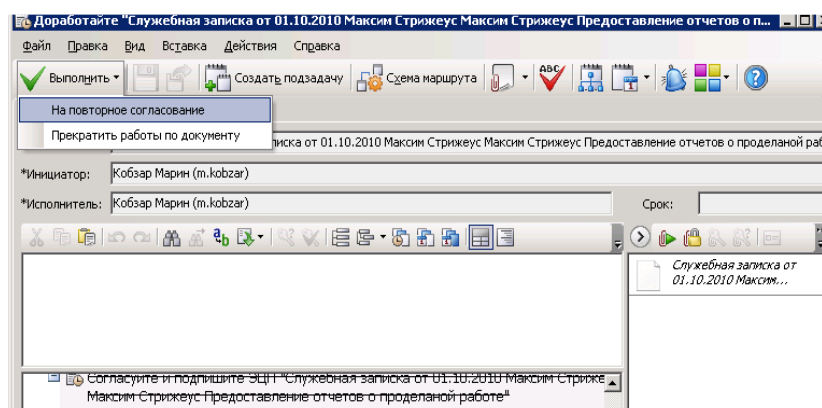 Доработайте "Служебная записка от 01.10.2010 Максим Стрижеус Максим Стрижеус Предоставление отчетов о п...
Файл Правка Вид Вставка Действия Справка
Выполнить Создать подзадачу Схема маршрута ABC
На повторное согласование
Прекратить работы по документу
писка от 01.10.2010 Максим Стрижеус Максим Стрижеус Предоставление отчетов о проделаной раб
*Инициатор: Кобзар Марин (m.kobzar)
*Исполнитель: Кобзар Марин (m.kobzar) Срок:
Служебная записка от
01.10.2010 Максим...
Согласуйте и подпишите ЭЦП "Служебная записка от 01.10.2010 Максим Стриже
Максим Стрижеус Предоставление отчетов о проделаной работе"